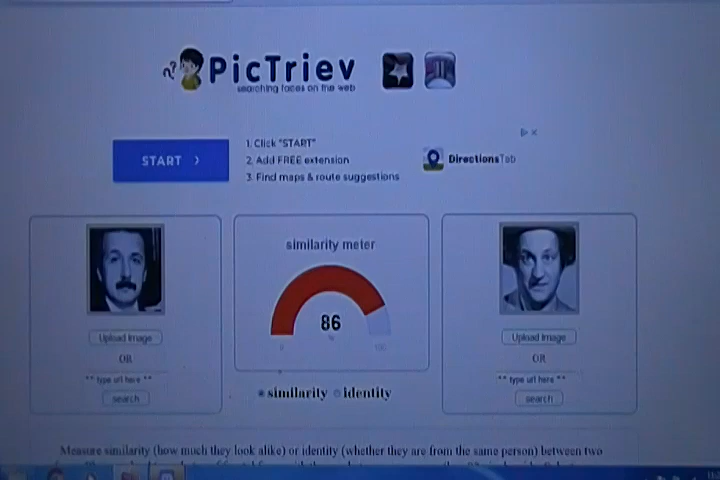 PicTriev
searching faces on the web
START
1. Click "START"
2. Add FREE extension
3. Find maps & route suggestions
DirectionsTab
similarity meter
86
%
0
100
Upload Image
OR
** type url here **
search
similarity identity
Upload Image
OR
** type url here **
search
Measure similarity (how much they look alike) or identity (whether they are from the same person) between two